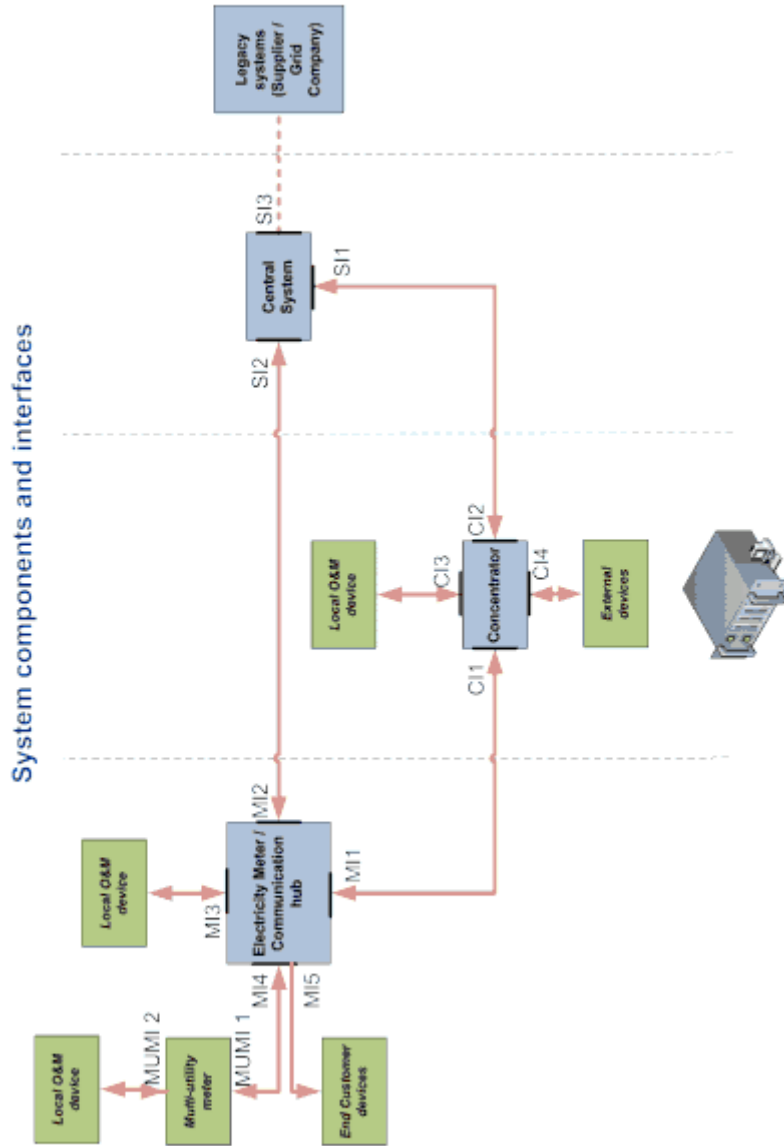 System components and interfaces
Local O&M
device
MUMI 2
Multi-utility
meter
MUMI 1
End Customer
devices
Local O&M
device
MI3
MI4
MI5
Electricity Meter /
Communication
hub
MI2
MI1
Local O&M
device
CI3
CI1
Concentrator
CI2
CI4
External
devices
SI2
Central
System
SI3
SI1
Legacy
systems
(Supplier /
Grid
Company)